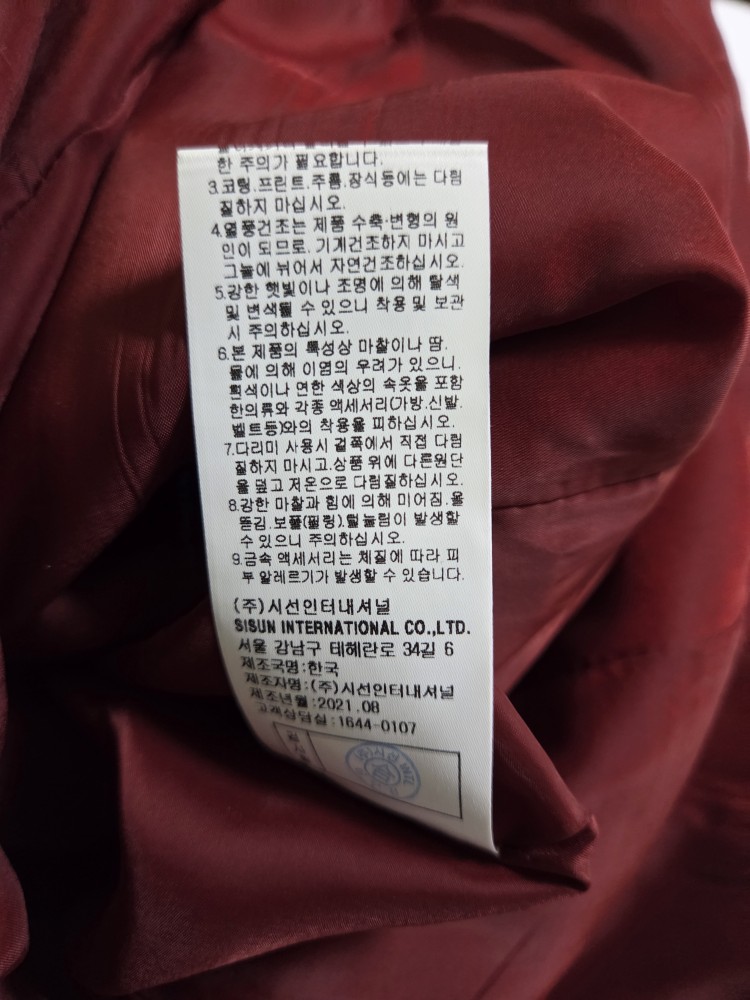 한 주의가 필요합니다.
3.코팅.프린트.주름.장식등에는 다림
질하지 마십시오.
4.열풍건조는 제품 수축·변형의 원
인이 되므로. 기계건조하지 마시고
그늘에 뉘어서 자연건조하십시오.
5.강한 햇빛이나 조명에 의해 탈색
및 변색될 수 있으니 착용 및 보관
시 주의하십시오.
6.본 제품의 특성상 마찰이나 땀.
물에 의해 이염의 우려가 있으니.
흰색이나 연한 색상의 속옷을 포함
한의류와 각종 액세서리(가방.신발.
벨트등)와의 착용을 피하십시오.
7.다리미 사용시 겉쪽에서 직접 다림
질하지 마시고.상품 위에 다른원단
을 덮고 저온으로 다림질하십시오.
8.강한 마찰과 힘에 의해 미어짐.올
뜯김.보풀(필링).털눌림이 발생할
수 있으니 주의하십시오.
9.금속 액세서리는 체질에 따라 피
부 알레르기가 발생할 수 있습니다.
(주)시선인터내셔널
SISUN INTERNATIONAL CO.,LTD.
서울 강남구 테헤란로 34길 6
제조국명:한국
제조자명:(주)시선인터내셔널
제조년월:2021.08
고객상담실:1644-0107